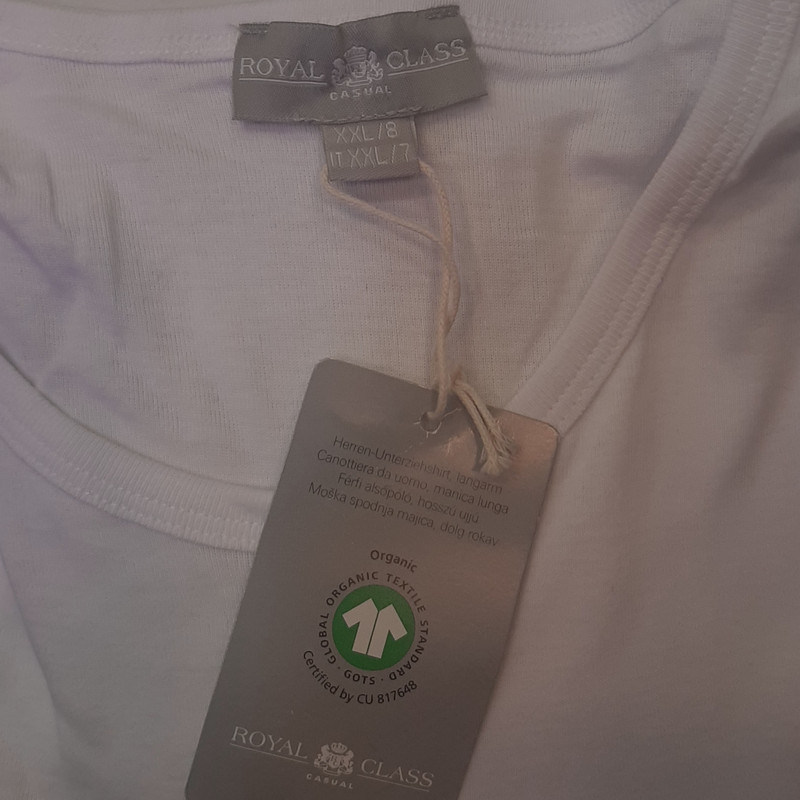 ROYAL CLASS
CASUAL
XXL/8
IT XXL/7
Herren-Unterziehshirt, langarm
Canottiera da uomo, manica lunga
Férfi alsópóló, hosszú ujjú
Moška spodnja majica, dolg rokav
Organic
GLOBAL ORGANIC TEXTILE STANDARD · GOTS ·
Certified by CU 817648
ROYAL CLASS
CASUAL